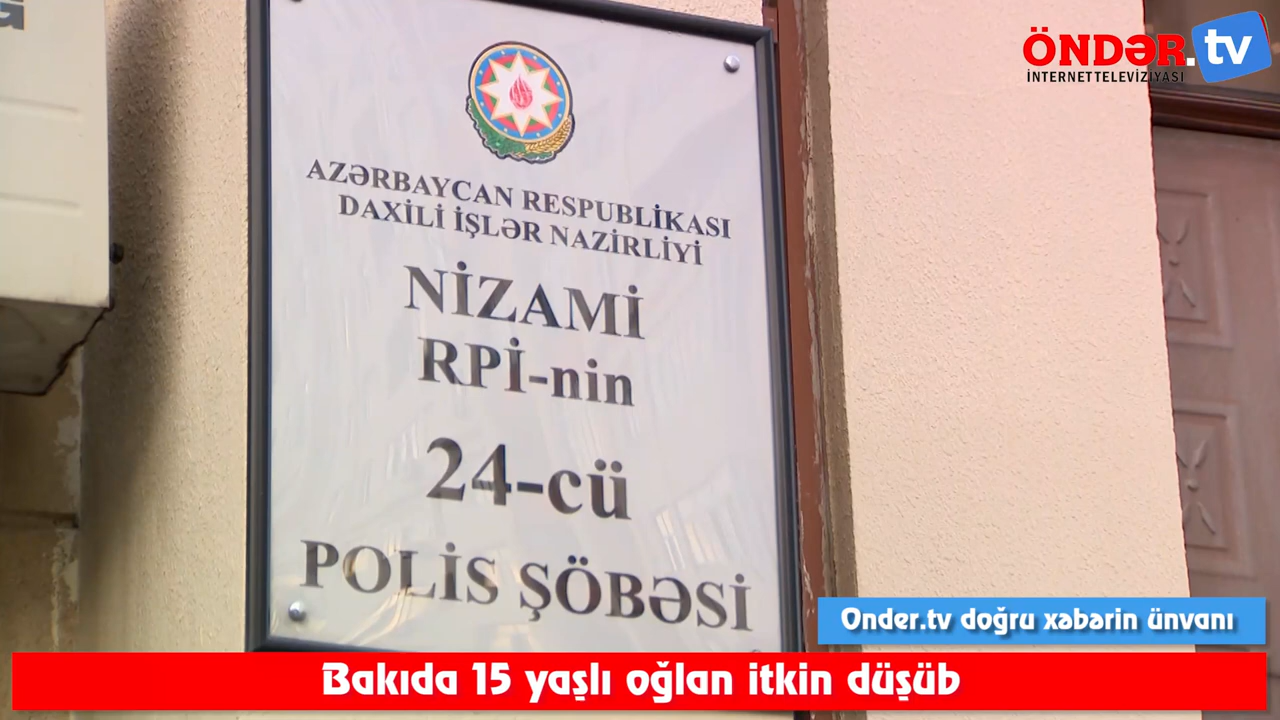 ÖNDƏR.tv
İNTERNETTELEVİZİYASI
AZƏRBAYCAN RESPUBLİKASI
DAXİLİ İŞLƏR NAZİRLİYİ
NİZAMİ
RPİ-nin
24-cü
POLİS ŞÖBƏSİ
Onder.tv doğru xəbərin ünvanı
Bakıda 15 yaşlı oğlan itkin düşüb